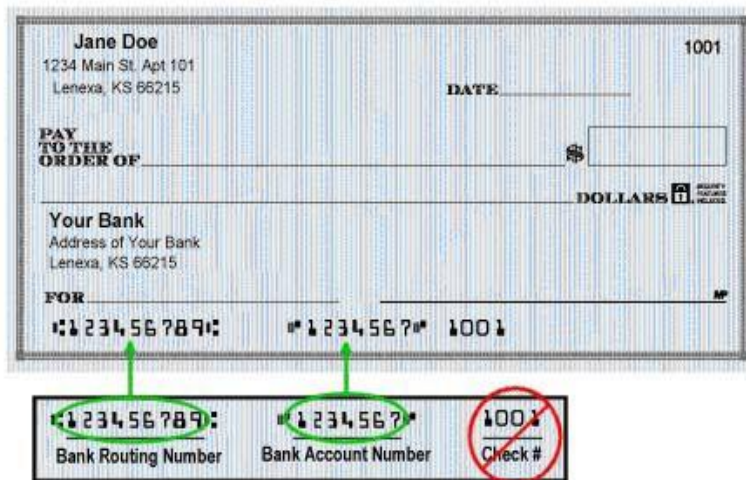 Jane Doe
1234 Main St. Apt 101
Lenexa, KS 66215
1001
DATE
PAY
TO THE
ORDER OF
$
DOLLARS
Your Bank
Address of Your Bank
Lenexa, KS 66215
FOR
MP
⑆123456789⑆ ⑈1234567⑈ 1001
⑆123456789⑆ ⑈1234567⑈ 1001
Bank Routing Number Bank Account Number Check #